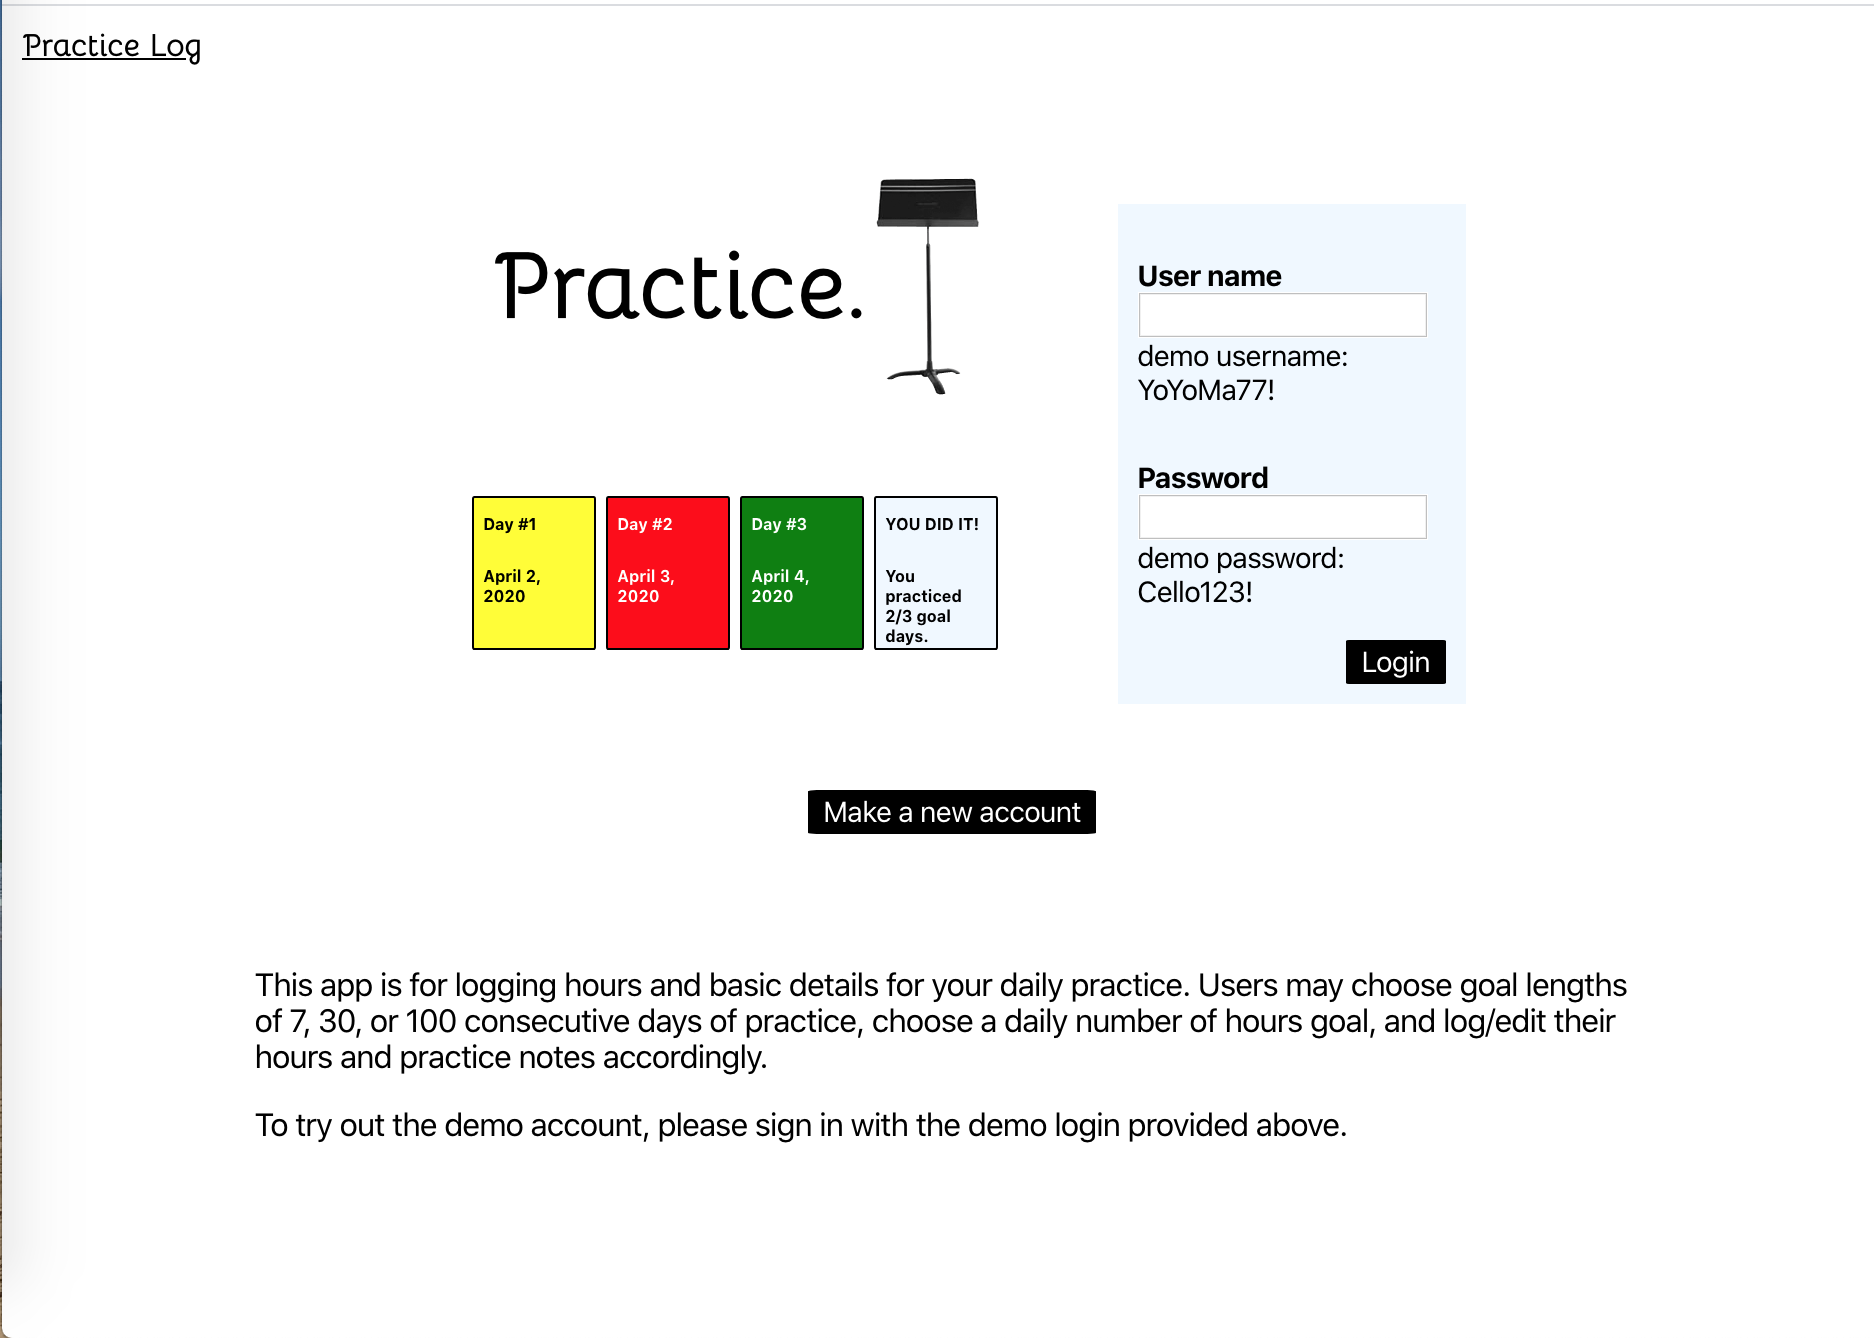 Practice Log
Practice.
User name
demo username:
YoYoMa77!
Password
demo password:
Cello123!
Login
Day #1
April 2,
2020
Day #2
April 3,
2020
Day #3
April 4,
2020
YOU DID IT!
You
practiced
2/3 goal
days.
Make a new account
This app is for logging hours and basic details for your daily practice. Users may choose goal lengths
of 7, 30, or 100 consecutive days of practice, choose a daily number of hours goal, and log/edit their
hours and practice notes accordingly.
To try out the demo account, please sign in with the demo login provided above.